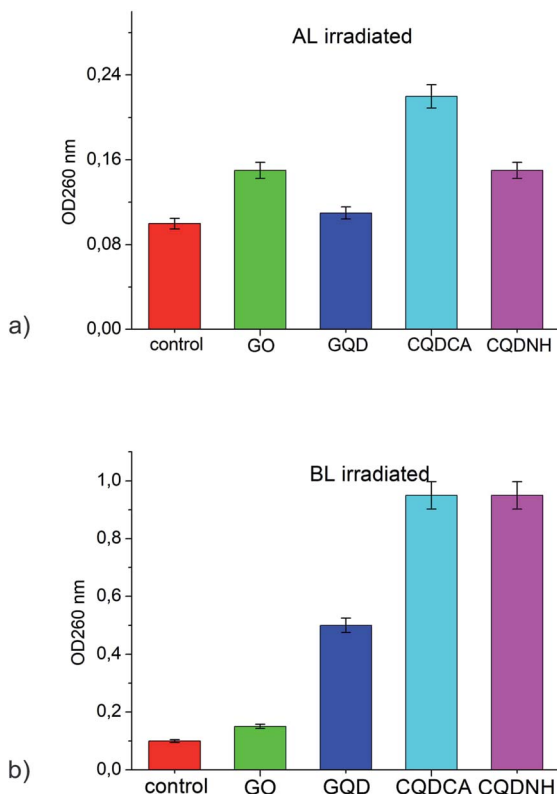 AL irradiated
OD260 nm
0,24
0,16
0,08
0,00
control GO GQD CQDCA CQDNH
a)
BL irradiated
OD260 nm
1,0
0,8
0,6
0,4
0,2
0,0
control GO GQD CQDCA CQDNH
b)